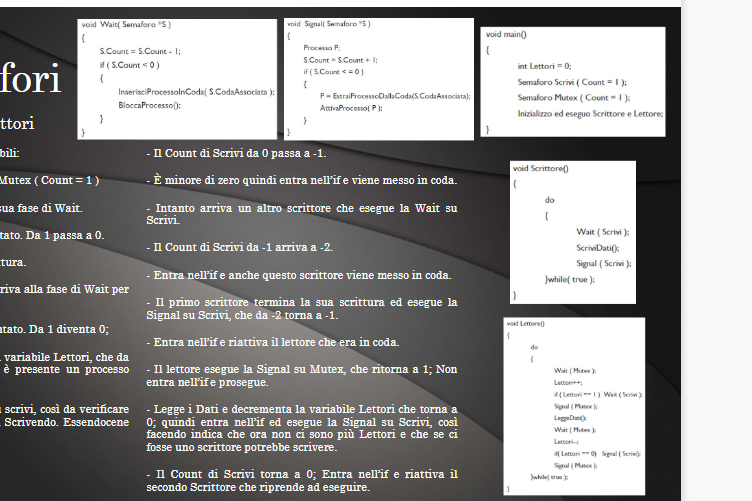 fori
ttori
bili:
Mutex ( Count = 1 )
sua fase di Wait.
tato. Da 1 passa a 0.
tura.
riva alla fase di Wait per
ntato. Da 1 diventa 0;
variabile Lettori, che da
è presente un processo
scrivi, così da verificare
Scrivendo. Essendocene
void Wait( Semaforo *S )
{
S.Count = S.Count - 1;
if ( S.Count < 0 )
{
InserisciProcessoInCoda( S.CodaAssociata );
BloccaProcesso();
}
}
void Signal( Semaforo *S )
{
Processo P;
S.Count = S.Count + 1;
if ( S.Count < = 0 )
{
P = EstraiProcessoDallaCoda(S.CodaAssociata);
AttivaProcesso( P );
}
}
- Il Count di Scrivi da 0 passa a -1.
- È minore di zero quindi entra nell'if e viene messo in coda.
- Intanto arriva un altro scrittore che esegue la Wait su
Scrivi.
- Il Count di Scrivi da -1 arriva a -2.
- Entra nell'if e anche questo scrittore viene messo in coda.
- Il primo scrittore termina la sua scrittura ed esegue la
Signal su Scrivi, che da -2 torna a -1.
- Entra nell'if e riattiva il lettore che era in coda.
- Il lettore esegue la Signal su Mutex, che ritorna a 1; Non
entra nell'if e prosegue.
- Legge i Dati e decrementa la variabile Lettori che torna a
0; quindi entra nell'if ed esegue la Signal su Scrivi, così
facendo indica che ora non ci sono più Lettori e che se ci
fosse uno scrittore potrebbe scrivere.
- Il Count di Scrivi torna a 0; Entra nell'if e riattiva il
secondo Scrittore che riprende ad eseguire.
void main()
{
int Lettori = 0;
Semaforo Scrivi ( Count = 1 );
Semaforo Mutex ( Count = 1 );
Inizializzo ed eseguo Scrittore e Lettore;
}
void Scrittore()
{
do
{
Wait ( Scrivi );
ScriviDati();
Signal ( Scrivi );
}while( true );
}
void Lettore()
{
do
{
Wait ( Mutex );
Lettori++;
if ( Lettori == 1 ) Wait ( Scrivi );
Signal ( Mutex );
LeggeDati();
Wait ( Mutex );
Lettori--;
if( Lettori == 0) Signal ( Scrivi);
Signal ( Mutex );
}while( true );
}